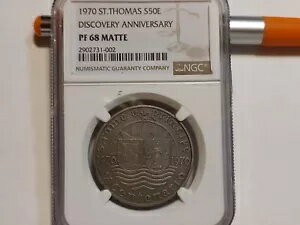 1970 ST.THOMAS S50E
DISCOVERY ANNIVERSARY
PF 68 MATTE
2902731-002
NUMISMATIC GUARANTY COMPANY
NGC
1970